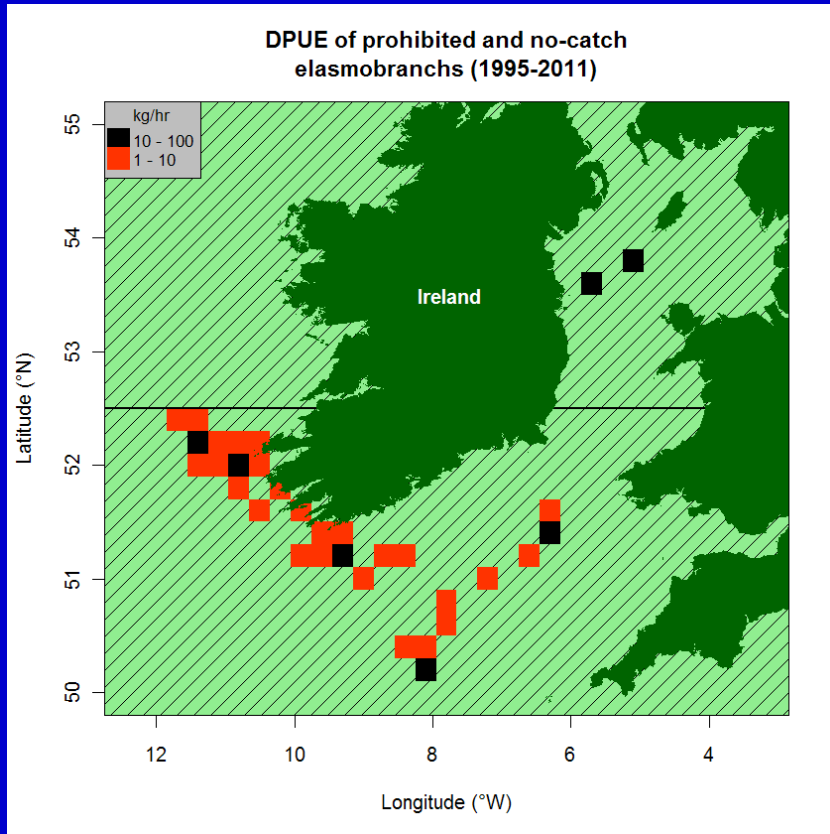 DPUE of prohibited and no-catch
elasmobranchs (1995-2011)
kg/hr
10 - 100
1 - 10
Ireland
55
54
53
52
51
50
Latitude (°N)
12
10
8
6
4
Longitude (°W)